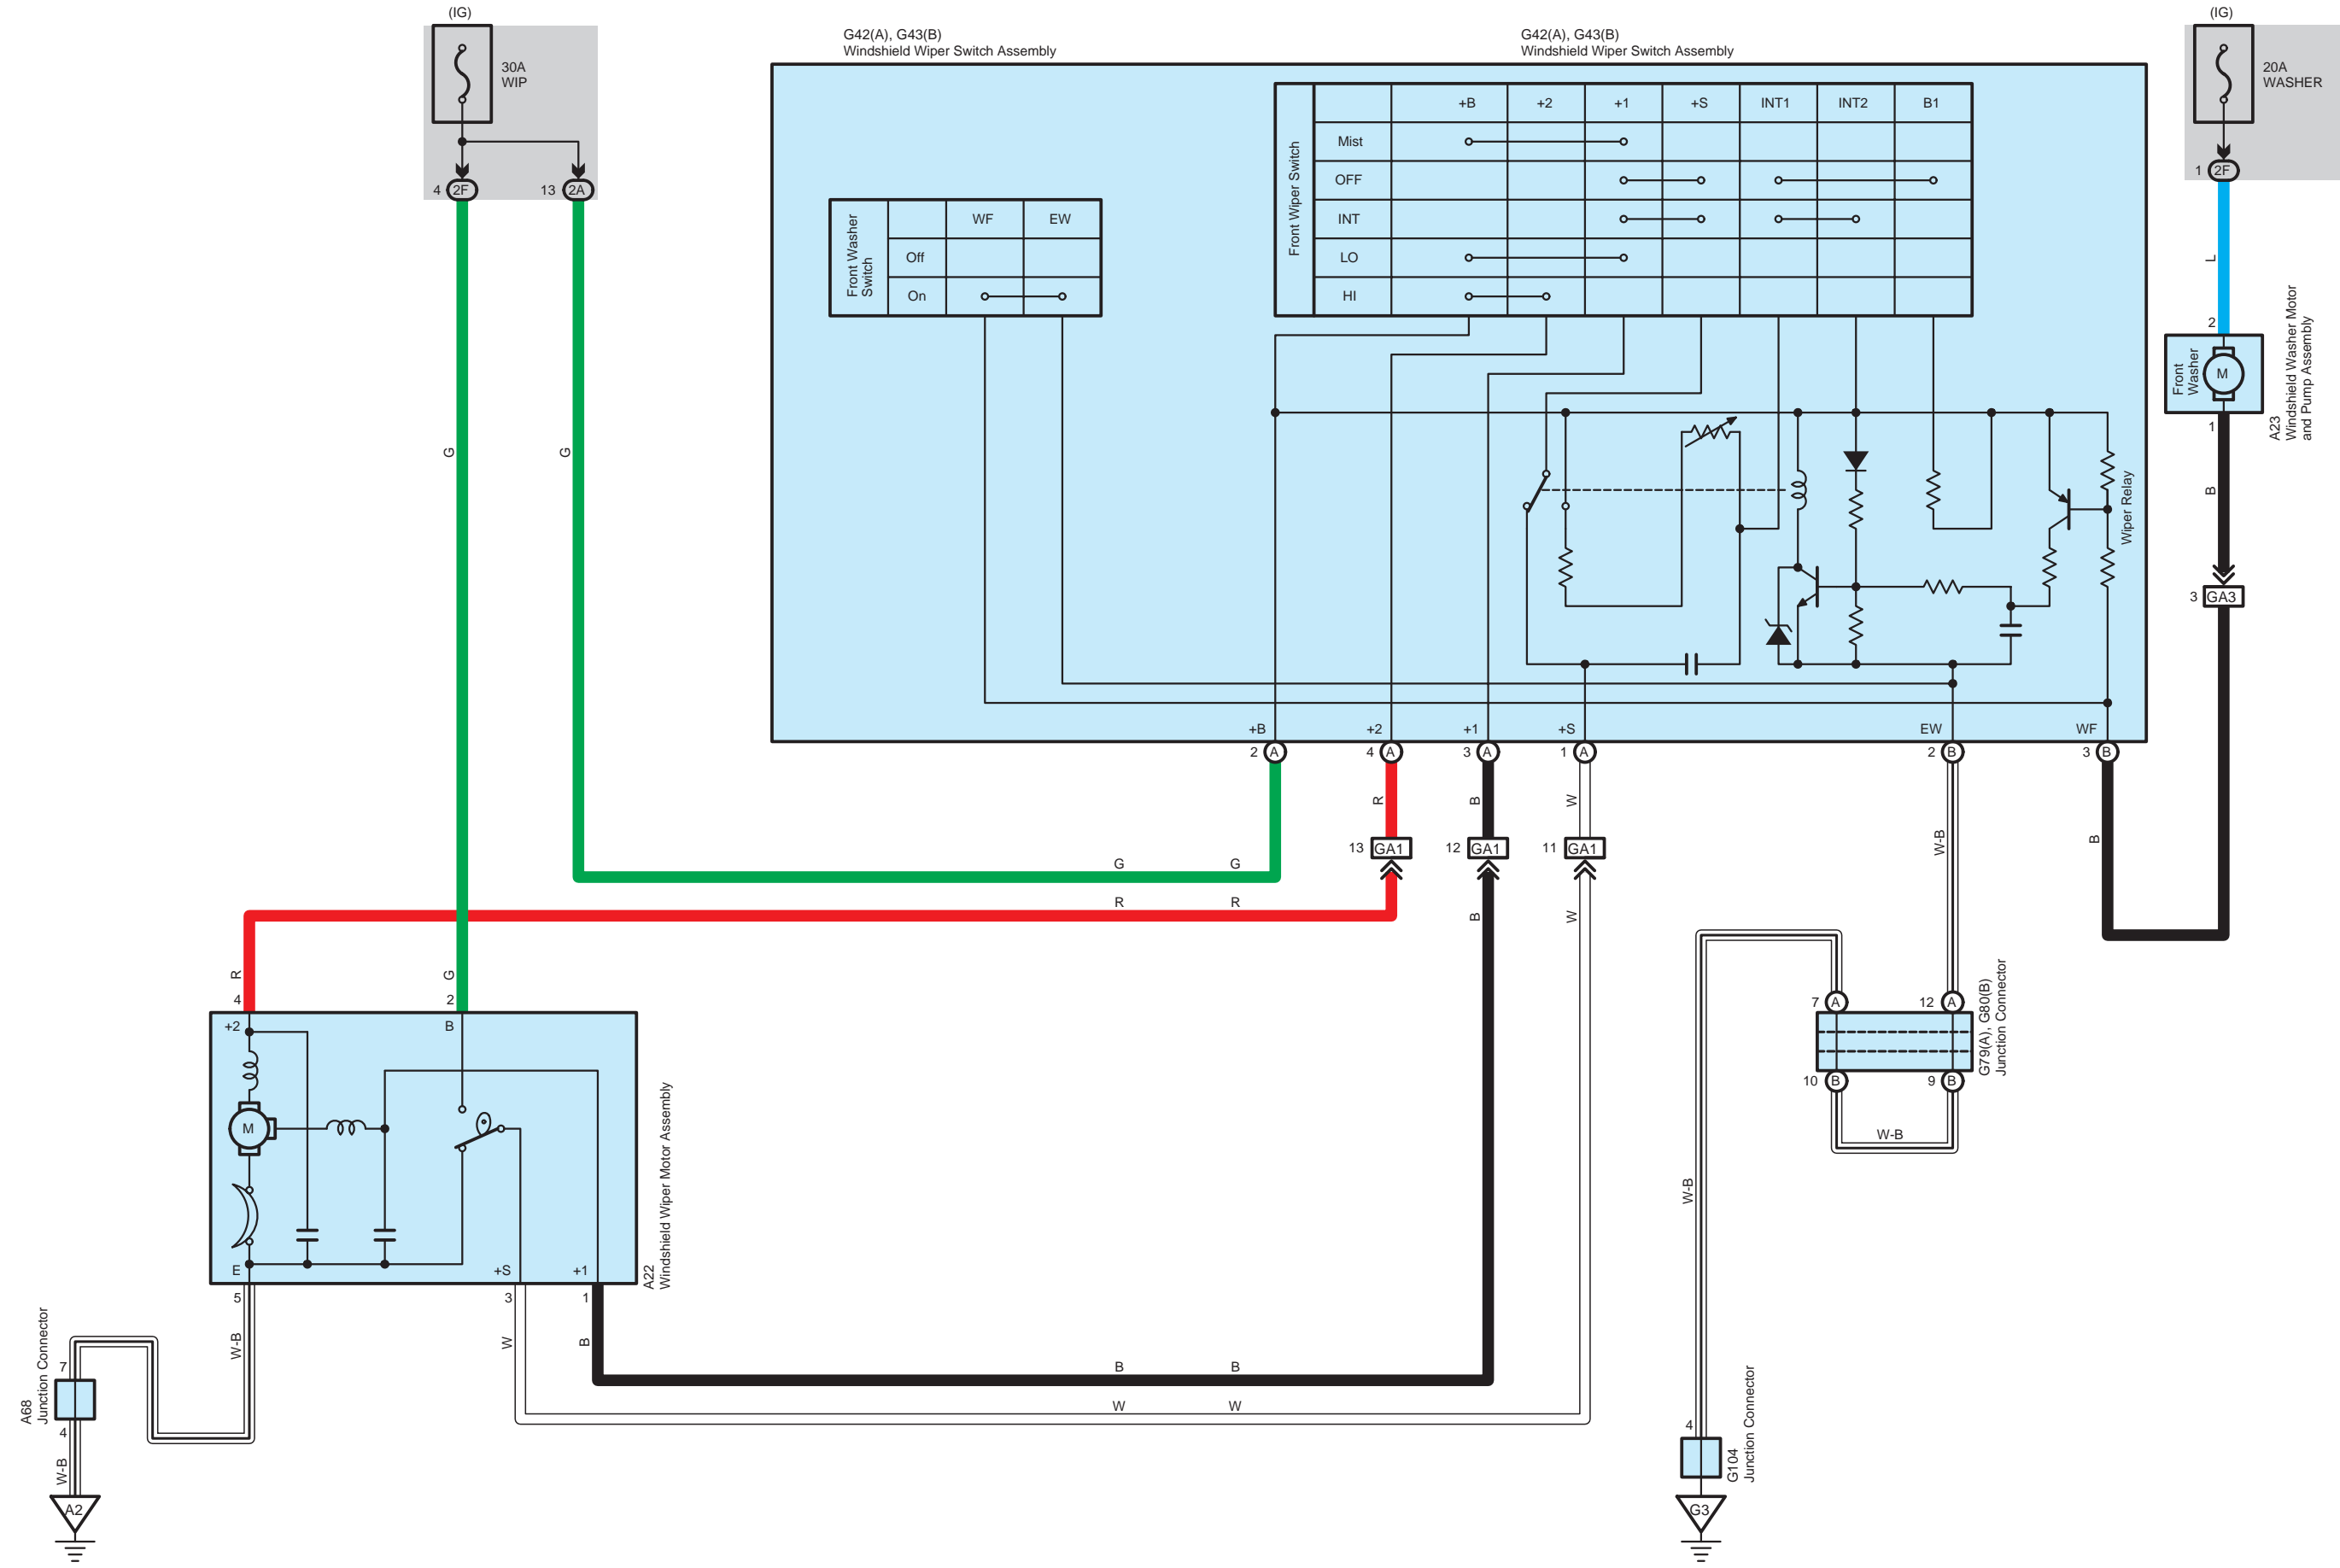 (IG)
30A
WIP
4 2F
13 2A
G42(A), G43(B)
Windshield Wiper Switch Assembly
G42(A), G43(B)
Windshield Wiper Switch Assembly
(IG)
20A
WASHER
1 2F
Front Wiper Switch
+B +2 +1 +S INT1 INT2 B1
Mist
OFF
INT
LO
HI
Front Washer
Switch
WF EW
Off
On
L
2
Front
Washer
M
A23
Windshield Washer Motor
and Pump Assembly
1
B
3 GA3
G
G
Wiper Relay
+B +2 +1 +S EW WF
2 A
4 A
3 A
1 A
2 B
3 B
R
B
W
W-B
B
13 GA1
12 GA1
11 GA1
G G
R R
B
W
R
4
G
2
+2
B
M
E
+S
+1
A22
Windshield Wiper Motor Assembly
5
3
1
W-B
W
B
B B
W W
7 A
12 A
G79(A), G80(B)
Junction Connector
10 B
9 B
W-B
W-B
A68
Junction Connector
7
4
W-B
A2
4
G104
Junction Connector
G3